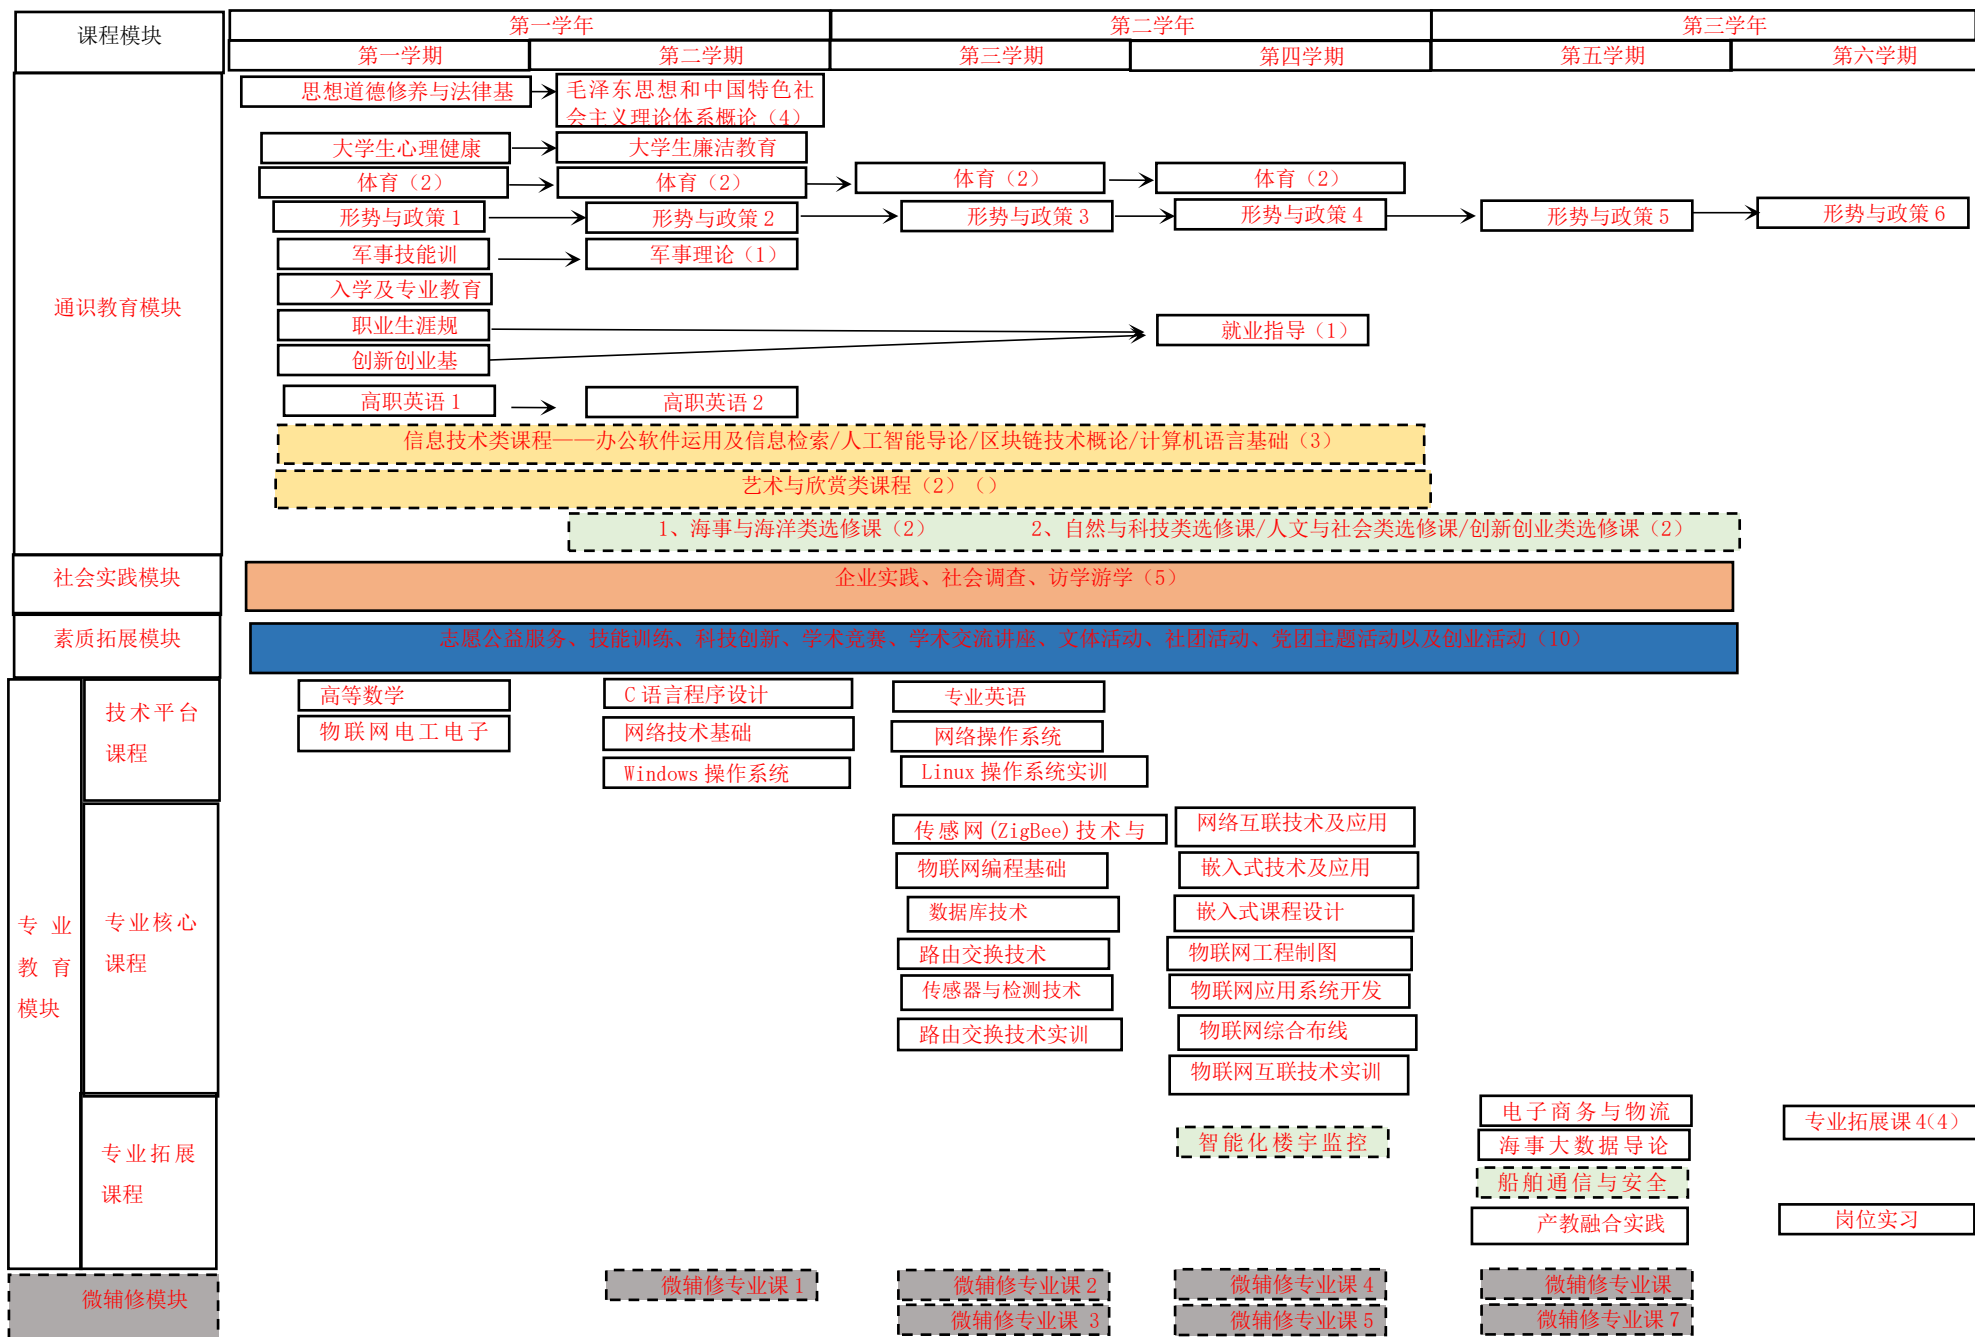 课程模块
第一学年
第二学年
第三学年
第一学期
第二学期
第三学期
第四学期
第五学期
第六学期
通识教育模块
思想道德修养与法律基
毛泽东思想和中国特色社
会主义理论体系概论（4）
大学生心理健康
大学生廉洁教育
体育（2）
体育（2）
体育（2）
体育（2）
形势与政策 1
形势与政策 2
形势与政策 3
形势与政策 4
形势与政策 5
形势与政策 6
军事技能训
军事理论（1）
入学及专业教育
职业生涯规
就业指导（1）
创新创业基
高职英语 1
高职英语 2
信息技术类课程——办公软件运用及信息检索/人工智能导论/区块链技术概论/计算机语言基础（3）
艺术与欣赏类课程（2）（）
1、海事与海洋类选修课（2） 2、自然与科技类选修课/人文与社会类选修课/创新创业类选修课（2）
社会实践模块
企业实践、社会调查、访学游学（5）
素质拓展模块
志愿公益服务、技能训练、科技创新、学术竞赛、学术交流讲座、文体活动、社团活动、党团主题活动以及创业活动（10）
专 业
教 育
模块
技术平台
课程
高等数学
C 语言程序设计
专业英语
物联网电工电子
网络技术基础
网络操作系统
Windows 操作系统
Linux 操作系统实训
专业核心
课程
传感网(ZigBee)技术与
网络互联技术及应用
物联网编程基础
嵌入式技术及应用
数据库技术
嵌入式课程设计
路由交换技术
物联网工程制图
传感器与检测技术
物联网应用系统开发
路由交换技术实训
物联网综合布线
物联网互联技术实训
专业拓展
课程
电子商务与物流
专业拓展课 4(4)
智能化楼宇监控
海事大数据导论
船舶通信与安全
产教融合实践
岗位实习
微辅修模块
微辅修专业课 1
微辅修专业课 2
微辅修专业课 4
微辅修专业课
微辅修专业课 3
微辅修专业课 5
微辅修专业课 7